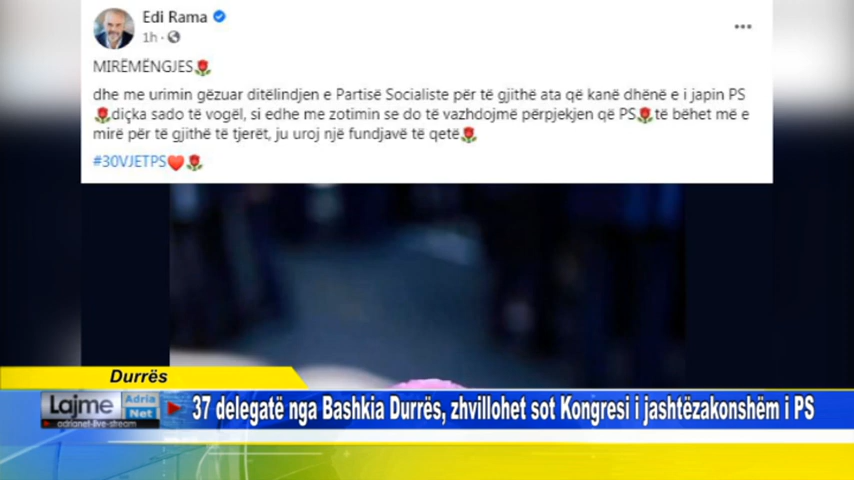 Edi Rama
1h
MIRËMËNGJES🌹
dhe me urimin gëzuar ditëlindjen e Partisë Socialiste për të gjithë ata që kanë dhënë e i japin PS
🌹diçka sado të vogël, si edhe me zotimin se do të vazhdojmë përpjekjen që PS🌹të bëhet më e
mirë për të gjithë të tjerët, ju uroj një fundjavë të qetë🌹
#30VJETPS❤️🌹
Durrës
Lajme Adria Net
adrianet-live-stream
37 delegatë nga Bashkia Durrës, zhvillohet sot Kongresi i jashtëzakonshëm i PS